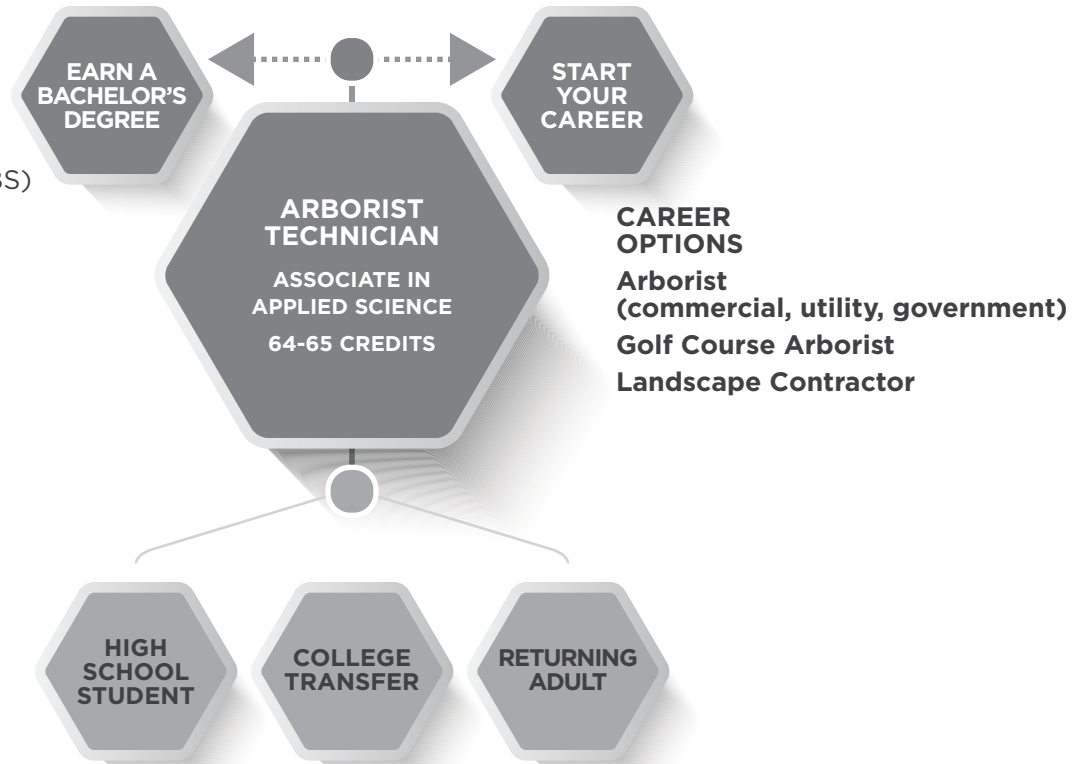 EARN A
BACHELOR'S
DEGREE
START
YOUR
CAREER
BS)
ARBORIST
TECHNICIAN
ASSOCIATE IN
APPLIED SCIENCE
64-65 CREDITS
CAREER
OPTIONS
Arborist
(commercial, utility, government)
Golf Course Arborist
Landscape Contractor
HIGH
SCHOOL
STUDENT
COLLEGE
TRANSFER
RETURNING
ADULT